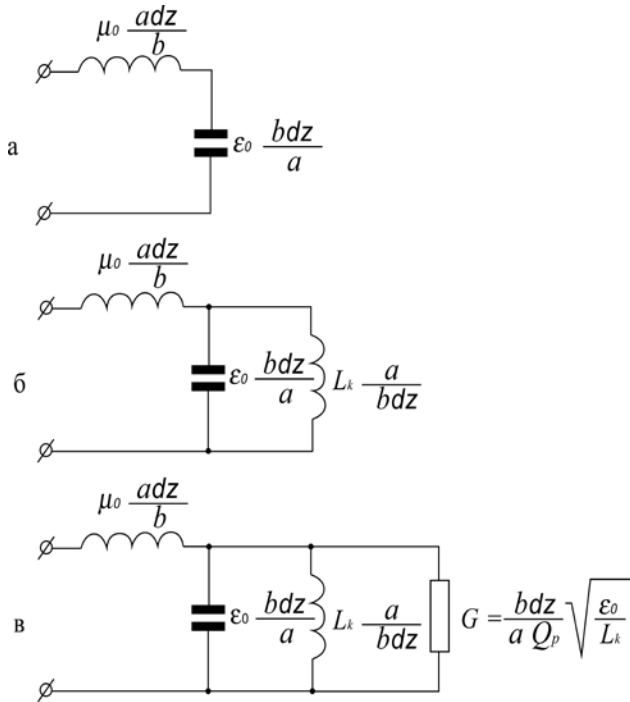 μ₀ adz/b
а
ε₀ bdz/a
μ₀ adz/b
б
ε₀ bdz/a Lₖ a/bdz
μ₀ adz/b
в
ε₀ bdz/a Lₖ a/bdz G = bdz/(a Qₚ) √(ε₀/Lₖ)